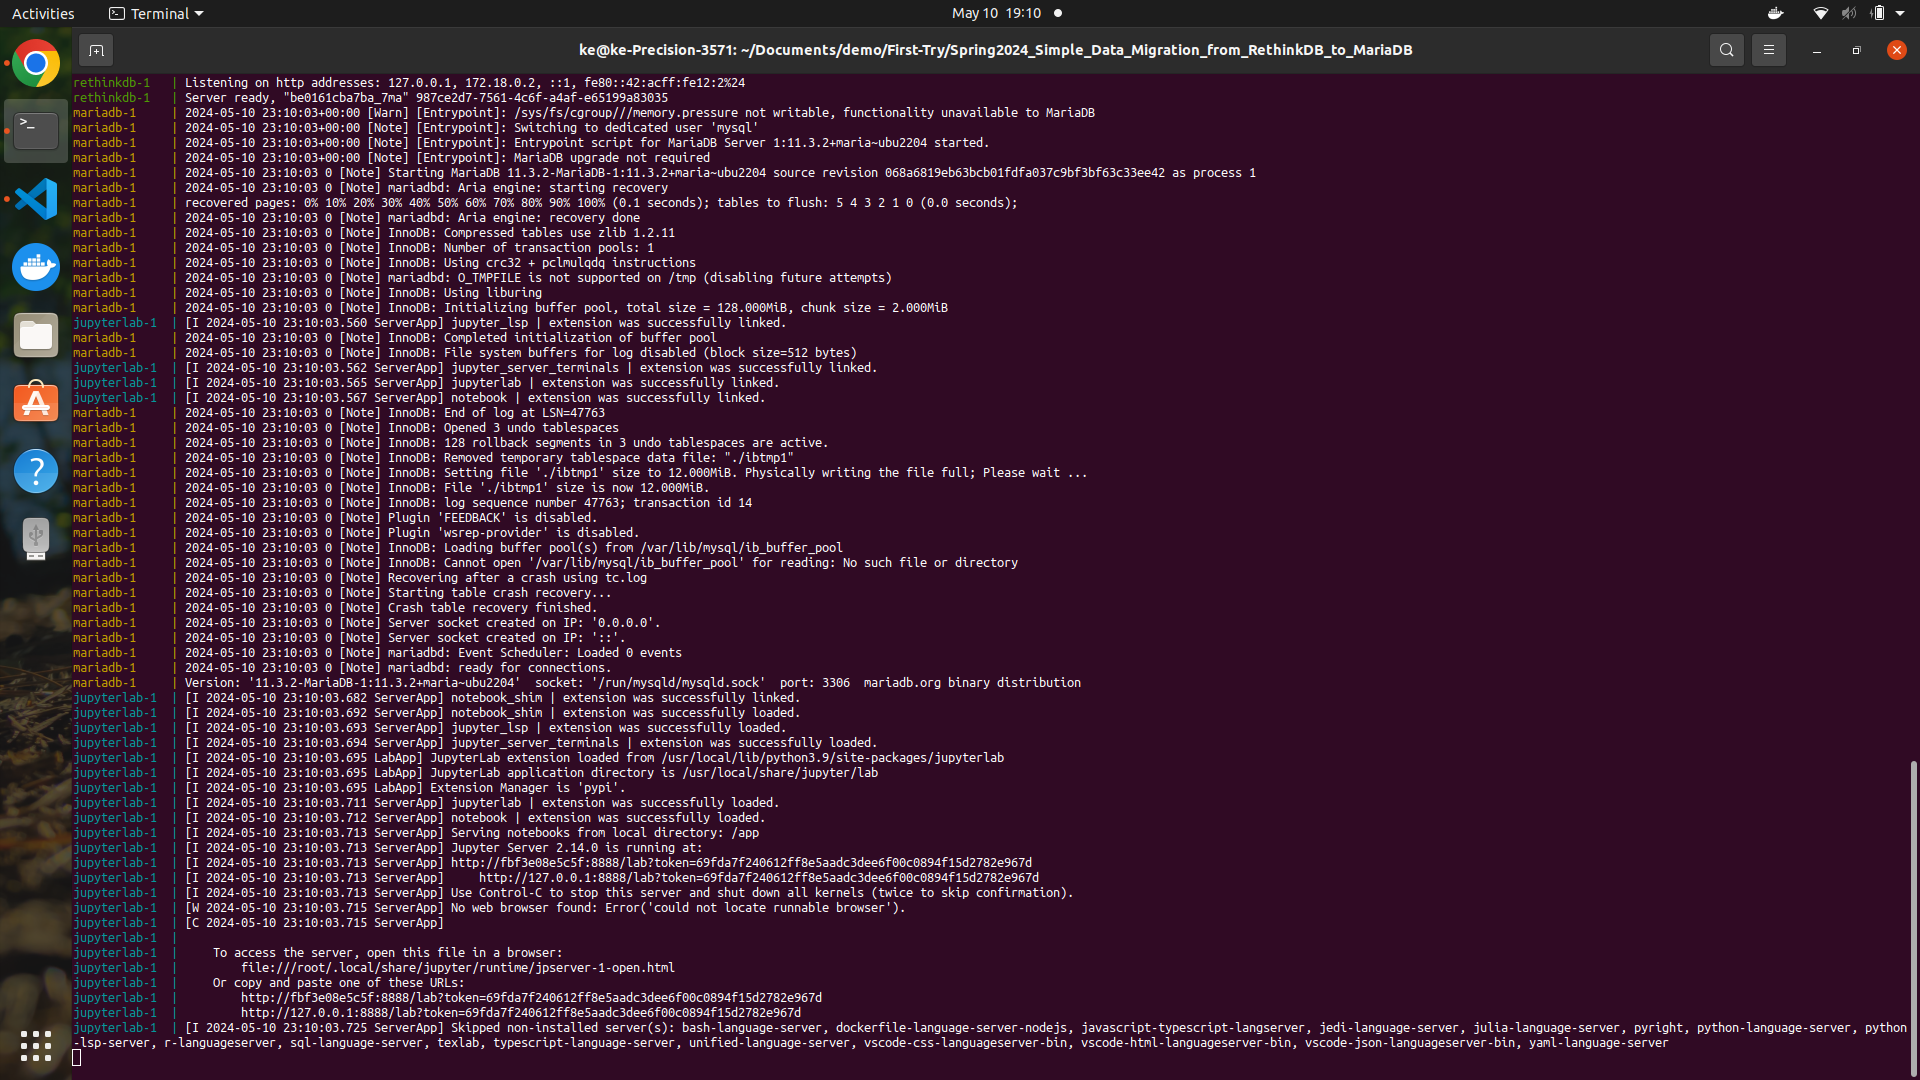 Activities
Terminal
May 10 19:10
ke@ke-Precision-3571: ~/Documents/demo/First-Try/Spring2024_Simple_Data_Migration_from_RethinkDB_to_MariaDB
rethinkdb-1 | Listening on http addresses: 127.0.0.1, 172.18.0.2, ::1, fe80::42:acff:fe12:2%24
rethinkdb-1 | Server ready, "be0161cba7ba_7ma" 987ce2d7-7561-4c6f-a4af-e65199a83035
mariadb-1 | 2024-05-10 23:10:03+00:00 [Warn] [Entrypoint]: /sys/fs/cgroup///memory.pressure not writable, functionality unavailable to MariaDB
mariadb-1 | 2024-05-10 23:10:03+00:00 [Note] [Entrypoint]: Switching to dedicated user 'mysql'
mariadb-1 | 2024-05-10 23:10:03+00:00 [Note] [Entrypoint]: Entrypoint script for MariaDB Server 1:11.3.2+maria~ubu2204 started.
mariadb-1 | 2024-05-10 23:10:03+00:00 [Note] [Entrypoint]: MariaDB upgrade not required
mariadb-1 | 2024-05-10 23:10:03 0 [Note] Starting MariaDB 11.3.2-MariaDB-1:11.3.2+maria~ubu2204 source revision 068a6819eb63bcb01fdfa037c9bf3bf63c33ee42 as process 1
mariadb-1 | 2024-05-10 23:10:03 0 [Note] mariadbd: Aria engine: starting recovery
mariadb-1 | recovered pages: 0% 10% 20% 30% 40% 50% 60% 70% 80% 90% 100% (0.1 seconds); tables to flush: 5 4 3 2 1 0 (0.0 seconds);
mariadb-1 | 2024-05-10 23:10:03 0 [Note] mariadbd: Aria engine: recovery done
mariadb-1 | 2024-05-10 23:10:03 0 [Note] InnoDB: Compressed tables use zlib 1.2.11
mariadb-1 | 2024-05-10 23:10:03 0 [Note] InnoDB: Number of transaction pools: 1
mariadb-1 | 2024-05-10 23:10:03 0 [Note] InnoDB: Using crc32 + pclmulqdq instructions
mariadb-1 | 2024-05-10 23:10:03 0 [Note] mariadbd: O_TMPFILE is not supported on /tmp (disabling future attempts)
mariadb-1 | 2024-05-10 23:10:03 0 [Note] InnoDB: Using liburing
mariadb-1 | 2024-05-10 23:10:03 0 [Note] InnoDB: Initializing buffer pool, total size = 128.000MiB, chunk size = 2.000MiB
jupyterlab-1 | [I 2024-05-10 23:10:03.560 ServerApp] jupyter_lsp | extension was successfully linked.
mariadb-1 | 2024-05-10 23:10:03 0 [Note] InnoDB: Completed initialization of buffer pool
mariadb-1 | 2024-05-10 23:10:03 0 [Note] InnoDB: File system buffers for log disabled (block size=512 bytes)
jupyterlab-1 | [I 2024-05-10 23:10:03.562 ServerApp] jupyter_server_terminals | extension was successfully linked.
jupyterlab-1 | [I 2024-05-10 23:10:03.565 ServerApp] jupyterlab | extension was successfully linked.
jupyterlab-1 | [I 2024-05-10 23:10:03.567 ServerApp] notebook | extension was successfully linked.
mariadb-1 | 2024-05-10 23:10:03 0 [Note] InnoDB: End of log at LSN=47763
mariadb-1 | 2024-05-10 23:10:03 0 [Note] InnoDB: Opened 3 undo tablespaces
mariadb-1 | 2024-05-10 23:10:03 0 [Note] InnoDB: 128 rollback segments in 3 undo tablespaces are active.
mariadb-1 | 2024-05-10 23:10:03 0 [Note] InnoDB: Removed temporary tablespace data file: "./ibtmp1"
mariadb-1 | 2024-05-10 23:10:03 0 [Note] InnoDB: Setting file './ibtmp1' size to 12.000MiB. Physically writing the file full; Please wait ...
mariadb-1 | 2024-05-10 23:10:03 0 [Note] InnoDB: File './ibtmp1' size is now 12.000MiB.
mariadb-1 | 2024-05-10 23:10:03 0 [Note] InnoDB: log sequence number 47763; transaction id 14
mariadb-1 | 2024-05-10 23:10:03 0 [Note] Plugin 'FEEDBACK' is disabled.
mariadb-1 | 2024-05-10 23:10:03 0 [Note] Plugin 'wsrep-provider' is disabled.
mariadb-1 | 2024-05-10 23:10:03 0 [Note] InnoDB: Loading buffer pool(s) from /var/lib/mysql/ib_buffer_pool
mariadb-1 | 2024-05-10 23:10:03 0 [Note] InnoDB: Cannot open '/var/lib/mysql/ib_buffer_pool' for reading: No such file or directory
mariadb-1 | 2024-05-10 23:10:03 0 [Note] Recovering after a crash using tc.log
mariadb-1 | 2024-05-10 23:10:03 0 [Note] Starting table crash recovery...
mariadb-1 | 2024-05-10 23:10:03 0 [Note] Crash table recovery finished.
mariadb-1 | 2024-05-10 23:10:03 0 [Note] Server socket created on IP: '0.0.0.0'.
mariadb-1 | 2024-05-10 23:10:03 0 [Note] Server socket created on IP: '::'.
mariadb-1 | 2024-05-10 23:10:03 0 [Note] mariadbd: Event Scheduler: Loaded 0 events
mariadb-1 | 2024-05-10 23:10:03 0 [Note] mariadbd: ready for connections.
mariadb-1 | Version: '11.3.2-MariaDB-1:11.3.2+maria~ubu2204' socket: '/run/mysqld/mysqld.sock' port: 3306 mariadb.org binary distribution
jupyterlab-1 | [I 2024-05-10 23:10:03.682 ServerApp] notebook_shim | extension was successfully linked.
jupyterlab-1 | [I 2024-05-10 23:10:03.692 ServerApp] notebook_shim | extension was successfully loaded.
jupyterlab-1 | [I 2024-05-10 23:10:03.693 ServerApp] jupyter_lsp | extension was successfully loaded.
jupyterlab-1 | [I 2024-05-10 23:10:03.694 ServerApp] jupyter_server_terminals | extension was successfully loaded.
jupyterlab-1 | [I 2024-05-10 23:10:03.695 LabApp] JupyterLab extension loaded from /usr/local/lib/python3.9/site-packages/jupyterlab
jupyterlab-1 | [I 2024-05-10 23:10:03.695 LabApp] JupyterLab application directory is /usr/local/share/jupyter/lab
jupyterlab-1 | [I 2024-05-10 23:10:03.695 LabApp] Extension Manager is 'pypi'.
jupyterlab-1 | [I 2024-05-10 23:10:03.711 ServerApp] jupyterlab | extension was successfully loaded.
jupyterlab-1 | [I 2024-05-10 23:10:03.712 ServerApp] notebook | extension was successfully loaded.
jupyterlab-1 | [I 2024-05-10 23:10:03.713 ServerApp] Serving notebooks from local directory: /app
jupyterlab-1 | [I 2024-05-10 23:10:03.713 ServerApp] Jupyter Server 2.14.0 is running at:
jupyterlab-1 | [I 2024-05-10 23:10:03.713 ServerApp] http://fbf3e08e5c5f:8888/lab?token=69fda7f240612ff8e5aadc3dee6f00c0894f15d2782e967d
jupyterlab-1 | [I 2024-05-10 23:10:03.713 ServerApp] http://127.0.0.1:8888/lab?token=69fda7f240612ff8e5aadc3dee6f00c0894f15d2782e967d
jupyterlab-1 | [I 2024-05-10 23:10:03.713 ServerApp] Use Control-C to stop this server and shut down all kernels (twice to skip confirmation).
jupyterlab-1 | [W 2024-05-10 23:10:03.715 ServerApp] No web browser found: Error('could not locate runnable browser').
jupyterlab-1 | [C 2024-05-10 23:10:03.715 ServerApp]
jupyterlab-1 |
jupyterlab-1 | To access the server, open this file in a browser:
jupyterlab-1 | file:///root/.local/share/jupyter/runtime/jpserver-1-open.html
jupyterlab-1 | Or copy and paste one of these URLs:
jupyterlab-1 | http://fbf3e08e5c5f:8888/lab?token=69fda7f240612ff8e5aadc3dee6f00c0894f15d2782e967d
jupyterlab-1 | http://127.0.0.1:8888/lab?token=69fda7f240612ff8e5aadc3dee6f00c0894f15d2782e967d
jupyterlab-1 | [I 2024-05-10 23:10:03.725 ServerApp] Skipped non-installed server(s): bash-language-server, dockerfile-language-server-nodejs, javascript-typescript-langserver, jedi-language-server, julia-language-server, pyright, python-language-server, python
-lsp-server, r-languageserver, sql-language-server, texlab, typescript-language-server, unified-language-server, vscode-css-languageserver-bin, vscode-html-languageserver-bin, vscode-json-languageserver-bin, yaml-language-server